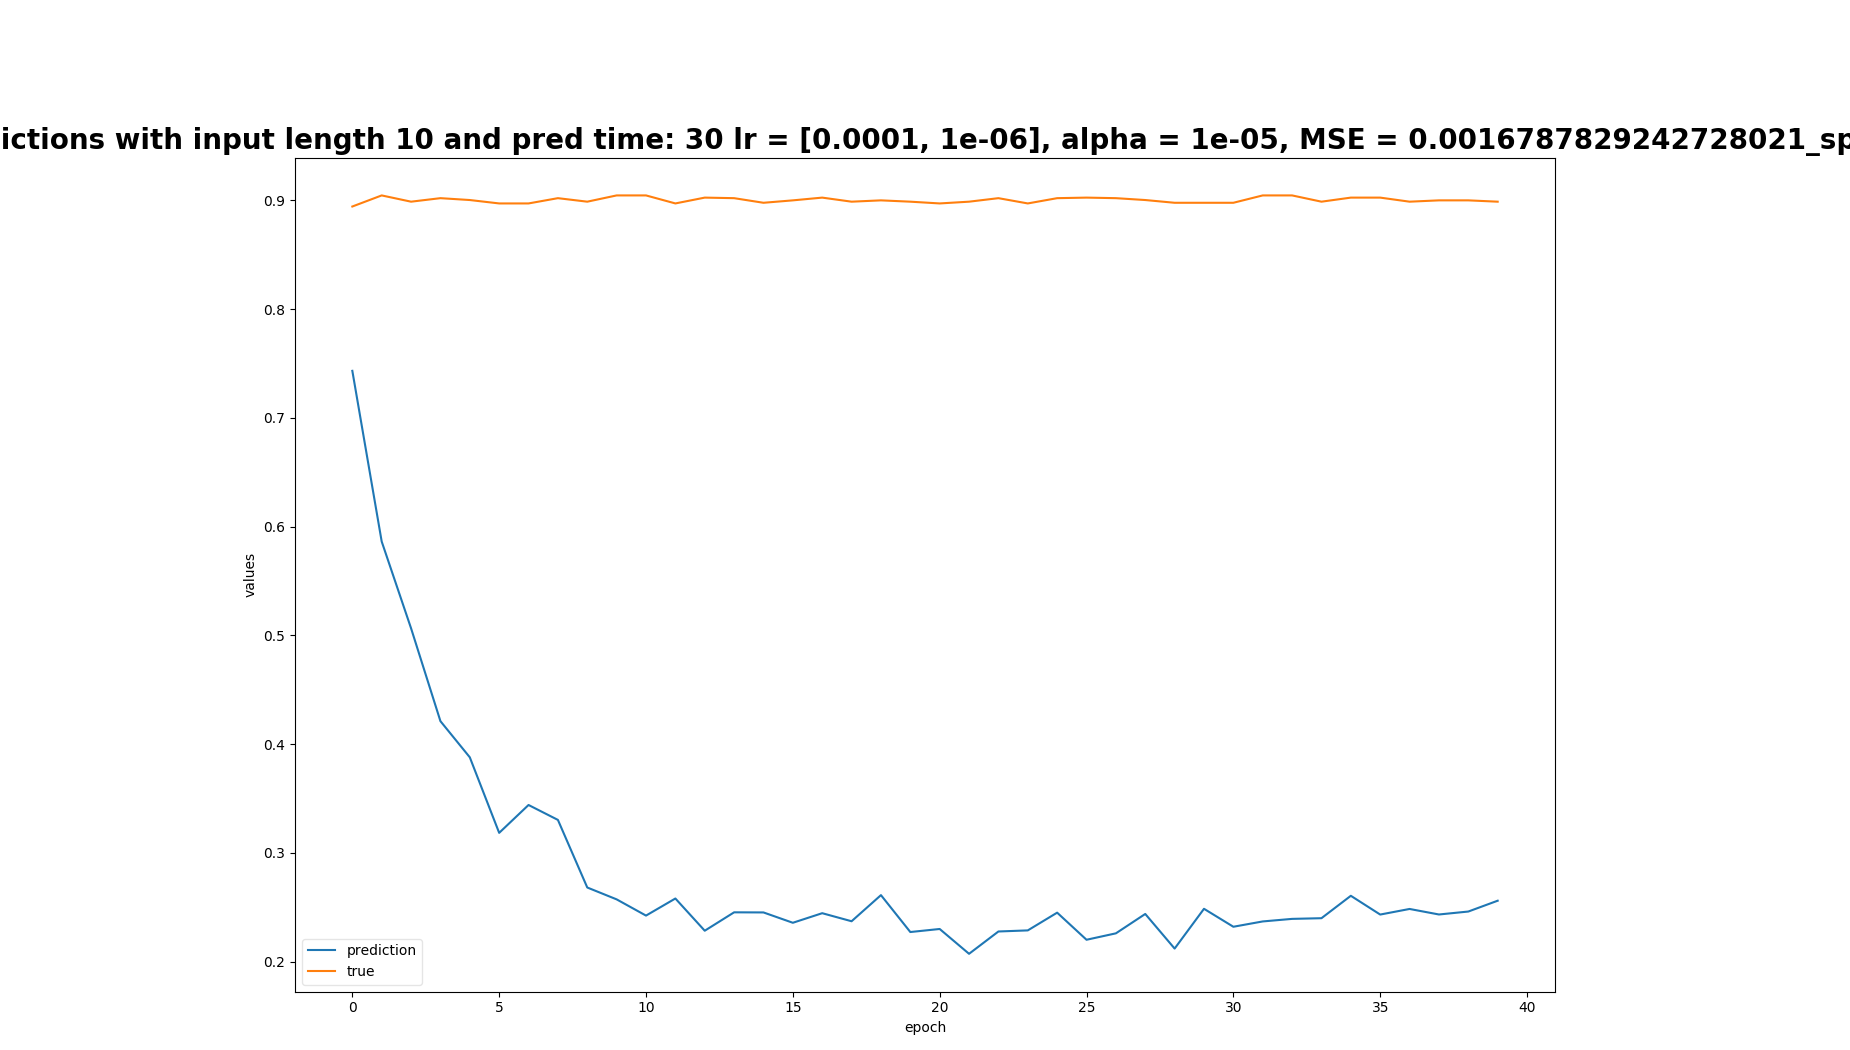 ictions with input length 10 and pred time: 30 lr = [0.0001, 1e-06], alpha = 1e-05, MSE = 0.0016787829242728021_sp
0.9
0.8
0.7
0.6
0.5
0.4
0.3
0.2
values
prediction
true
0 5 10 15 20 25 30 35 40
epoch